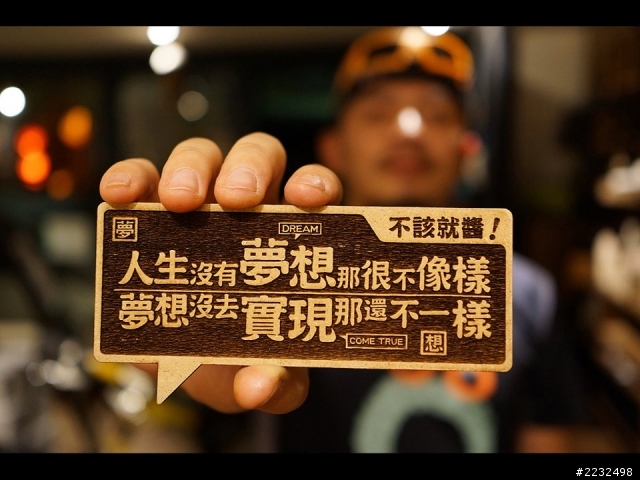 夢
DREAM
不該就醬！
人生沒有夢想那很不像樣
夢想沒去實現那還不一樣
COME TRUE
想
#2232498